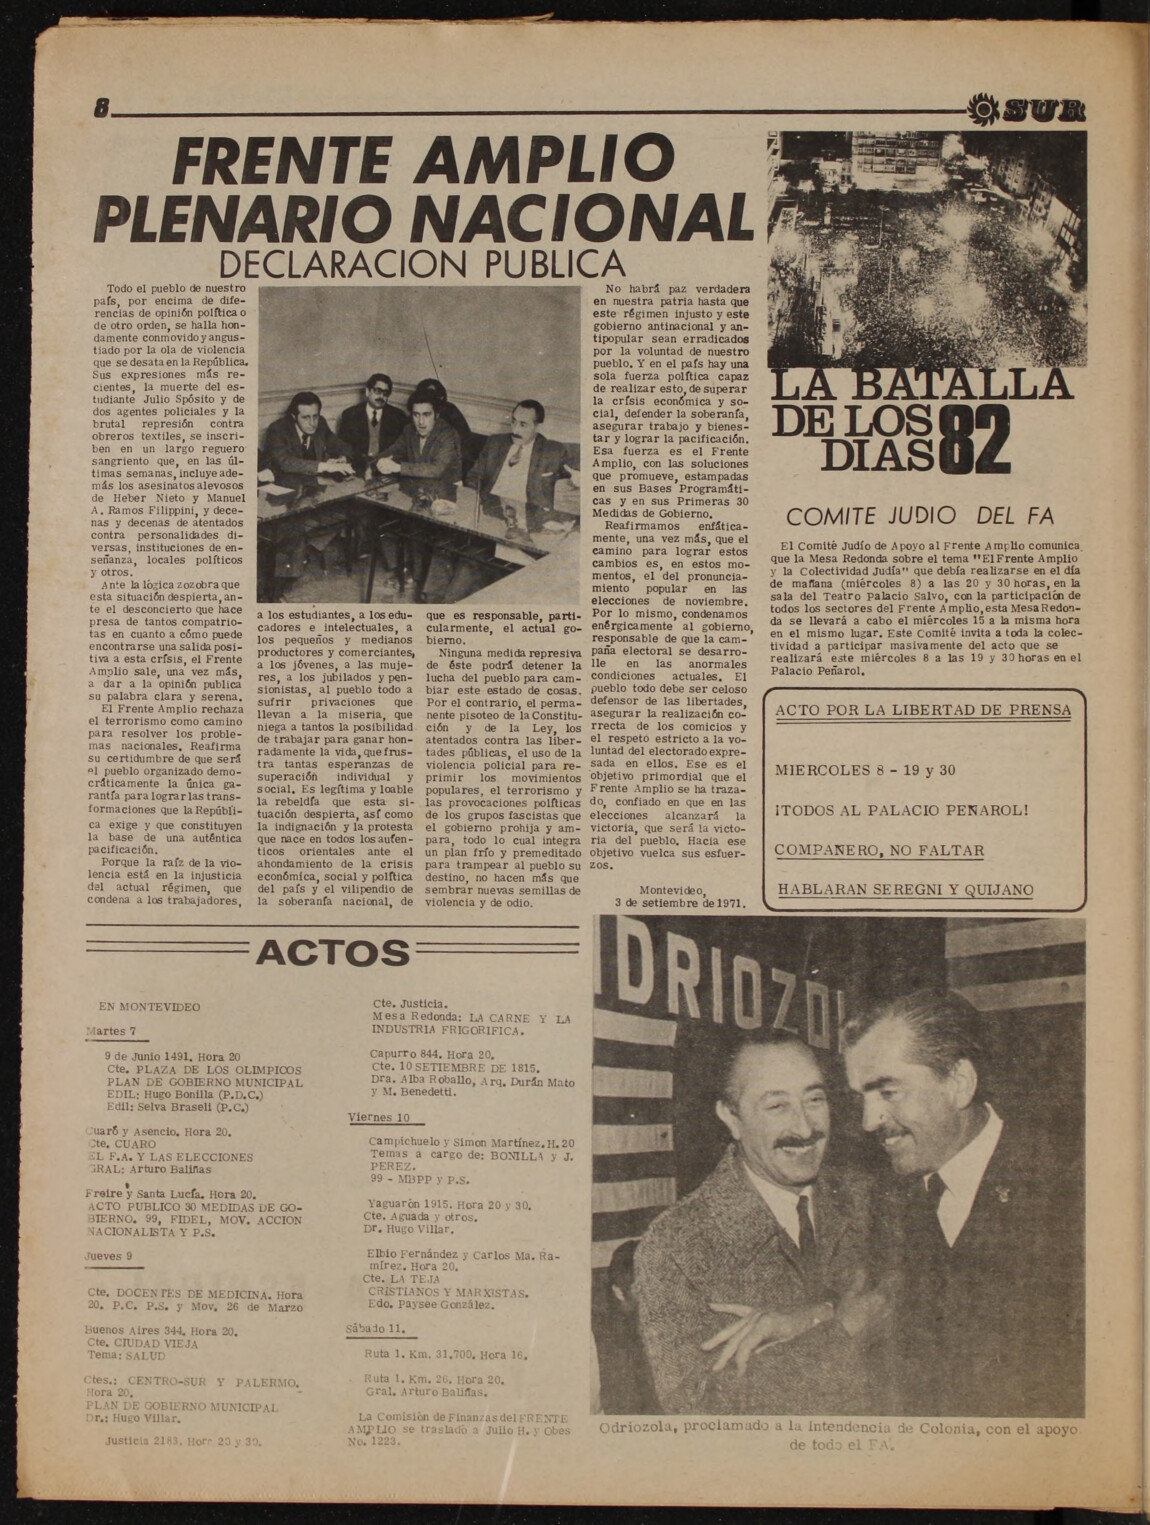 8
SUR
FRENTE AMPLIO
PLENARIO NACIONAL
DECLARACION PUBLICA
Todo el pueblo de nuestro
país, por encima de dife-
rencias de opinión política o
de otro orden, se halla hon-
damente conmovido y angus-
tiado por la ola de violencia
que se desata en la República.
Sus expresiones más re-
cientes, la muerte del es-
tudiante Julio Spósito y de
dos agentes policiales y la
brutal represión contra
obreros textiles, se inscri-
ben en un largo reguero
sangriento que, en las úl-
timas semanas, incluye ade-
más los asesinatos alevosos
de Heber Nieto y Manuel
A. Ramos Filippini, y dece-
nas y decenas de atentados
contra personalidades di-
versas, instituciones de en-
señanza, locales políticos
y otros.
Ante la lógica zozobra que
esta situación despierta, an-
te el desconcierto que hace
presa de tantos compatrio-
tas en cuanto a cómo puede
encontrarse una salida posi-
tiva a esta crísis, el Frente
Amplio sale, una vez más,
a dar a la opinión publica
su palabra clara y serena.
El Frente Amplio rechaza
el terrorismo como camino
para resolver los proble-
mas nacionales. Reafirma
su certidumbre de que será
el pueblo organizado demo-
cráticamente la única ga-
rantía para lograr las trans-
formaciones que la Repúbli-
ca exige y que constituyen
la base de una auténtica
pacificación.
Porque la raíz de la vio-
lencia está en la injusticia
del actual régimen, que
condena a los trabajadores,
a los estudiantes, a los edu-
cadores e intelectuales, a
los pequeños y medianos
productores y comerciantes,
a los jóvenes, a las muje-
res, a los jubilados y pen-
sionistas, al pueblo todo a
sufrir privaciones que
llevan a la miseria, que
niega a tantos la posibilidad
de trabajar para ganar hon-
radamente la vida, que frus-
tra tantas esperanzas de
superación individual y
social. Es legítima y loable
la rebeldía que esta si-
tuación despierta, así como
la indignación y la protesta
que nace en todos los auten-
ticos orientales ante el
ahondamiento de la crisis
económica, social y política
del país y el vilipendio de
la soberanía nacional, de
que es responsable, parti-
cularmente, el actual go-
bierno.
Ninguna medida represiva
de éste podrá detener la
lucha del pueblo para cam-
biar este estado de cosas.
Por el contrario, el perma-
nente pisoteo de la Constitu-
ción y de la Ley, los
atentados contra las liber-
tades públicas, el uso de la
violencia policial para re-
primir los movimientos
populares, el terrorismo y
las provocaciones políticas
de los grupos fascistas que
el gobierno prohija y am-
para, todo lo cual integra
un plan frío y premeditado
para trampear al pueblo su
destino, no hacen más que
sembrar nuevas semillas de
violencia y de odio.
No habrá paz verdadera
en nuestra patria hasta que
este régimen injusto y este
gobierno antinacional y an-
tipopular sean erradicados
por la voluntad de nuestro
pueblo. Y en el país hay una
sola fuerza política capaz
de realizar esto, de superar
la crísis económica y so-
cial, defender la soberanía,
asegurar trabajo y bienes-
tar y lograr la pacificación.
Esa fuerza es el Frente
Amplio, con las soluciones
que promueve, estampadas
en sus Bases Programáti-
cas y en sus Primeras 30
Medidas de Gobierno.
Reafirmamos enfática-
mente, una vez más, que el
camino para lograr estos
cambios es, en estos mo-
mentos, el del pronuncia-
miento popular en las
elecciones de noviembre.
Por lo mismo, condenamos
enérgicamente al gobierno,
responsable de que la cam-
paña electoral se desarro-
lle en las anormales
condiciones actuales. El
pueblo todo debe ser celoso
defensor de las libertades,
asegurar la realización co-
rrecta de los comicios y
el respeto estricto a la vo-
luntad del electorado expre-
sada en ellos. Ese es el
objetivo primordial que el
Frente Amplio se ha traza-
do, confiado en que en las
elecciones alcanzará la
victoria, que será la victo-
ria del pueblo. Hacia ese
objetivo vuelca sus esfuer-
zos.
Montevideo,
3 de setiembre de 1971.
LA BATALLA
DE LOS 82
DIAS
COMITE JUDIO DEL FA
El Comité Judío de Apoyo al Frente Amplio comunica
que la Mesa Redonda sobre el tema "El Frente Amplio
y la Colectividad Judía" que debía realizarse en el día
de mañana (miércoles 8) a las 20 y 30 horas, en la
sala del Teatro Palacio Salvo, con la participación de
todos los sectores del Frente Amplio, esta Mesa Redon-
da se llevará a cabo el miércoles 15 a la misma hora
en el mismo lugar. Este Comité invita a toda la colec-
tividad a participar masivamente del acto que se
realizará este miércoles 8 a las 19 y 30 horas en el
Palacio Peñarol.
ACTO POR LA LIBERTAD DE PRENSA
MIERCOLES 8 - 19 y 30
¡TODOS AL PALACIO PEÑAROL!
COMPAÑERO, NO FALTAR
HABLARAN SEREGNI Y QUIJANO
ACTOS
EN MONTEVIDEO
Martes 7
9 de Junio 1491. Hora 20
Cte. PLAZA DE LOS OLIMPICOS
PLAN DE GOBIERNO MUNICIPAL
EDIL: Hugo Bonilla (P.D.C.)
Edil: Selva Braseli (P.C.)
Cuaró y Asencio. Hora 20.
Cte. CUARO
EL F.A. Y LAS ELECCIONES
GRAL: Arturo Baliñas
Freire y Santa Lucía. Hora 20.
ACTO PUBLICO 30 MEDIDAS DE GO-
BIERNO. 99, FIDEL, MOV. ACCION
NACIONALISTA Y P.S.
Jueves 9
Cte. DOCENTES DE MEDICINA. Hora
20. P.C. P.S. y Mov. 26 de Marzo
Buenos Aires 344. Hora 20.
Cte. CIUDAD VIEJA
Tema: SALUD
Ctes.: CENTRO-SUR Y PALERMO.
Hora 20.
PLAN DE GOBIERNO MUNICIPAL
Dr.: Hugo Villar.
Justicia 2183. Hora 20 y 30.
Cte. Justicia.
Mesa Redonda: LA CARNE Y LA
INDUSTRIA FRIGORIFICA.
Capurro 844. Hora 20.
Cte. 10 SETIEMBRE DE 1815.
Dra. Alba Roballo, Arq. Durán Mato
y M. Benedetti.
Viernes 10
Campichuelo y Simon Martínez. H. 20
Temas a cargo de: BONILLA y J.
PEREZ.
99 - MBPP y P.S.
Yaguarón 1915. Hora 20 y 30.
Cte. Aguada y otros.
Dr. Hugo Villar.
Elbio Fernández y Carlos Ma. Ra-
mírez. Hora 20.
Cte. LA TEJA
CRISTIANOS Y MARXISTAS.
Edo. Paysee González.
Sábado 11.
Ruta 1. Km. 31.700. Hora 16.
Ruta 1. Km. 26. Hora 20.
Gral. Arturo Baliñas.
La Comisión de Finanzas del FRENTE
AMPLIO se trasladó a Julio H. y Obes
No. 1223.
DRIOZOL
Odriozola, proclamado a la Intendencia de Colonia, con el apoyo
de todo el FA.